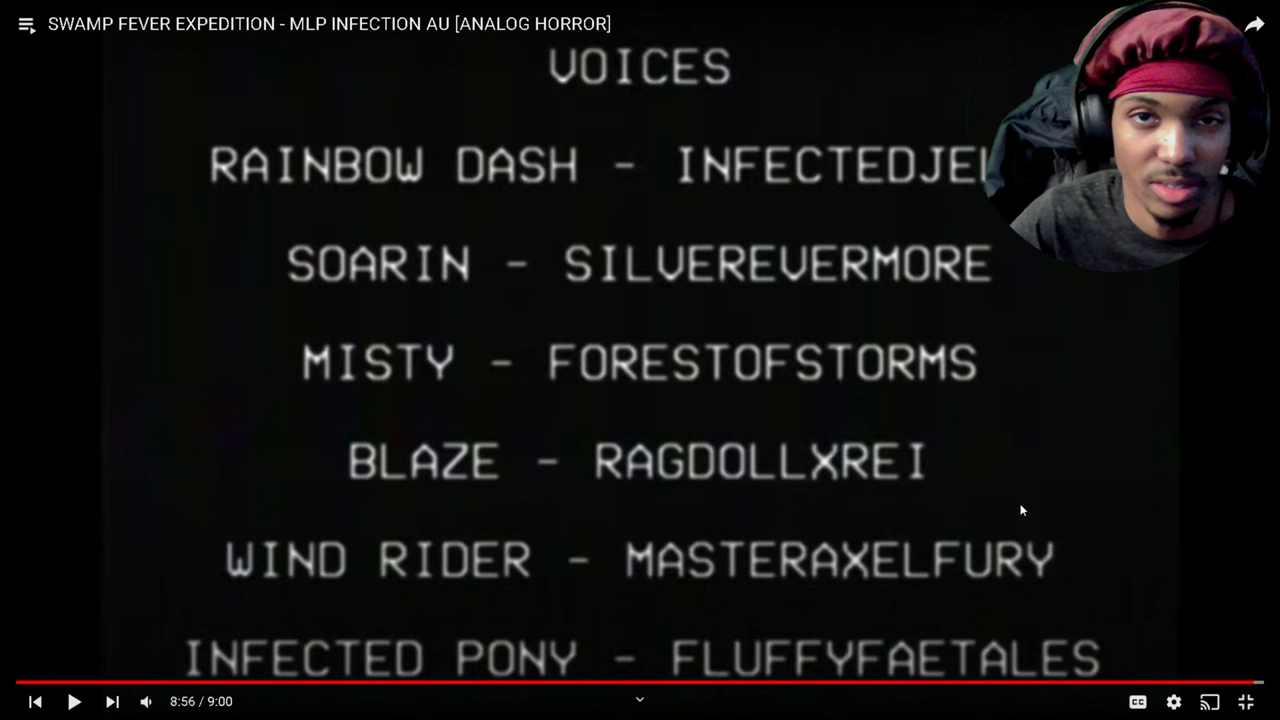 SWAMP FEVER EXPEDITION - MLP INFECTION AU [ANALOG HORROR]
VOICES
RAINBOW DASH -
SOARIN - SILVEREVERMORE
MISTY - FORESTOFSTORMS
BLAZE - RAGDOLLXREI
WIND RIDER - MASTERAXELFURY
INFECTED PONY - FLUFFYFAETALES
8:56 / 9:00
CC